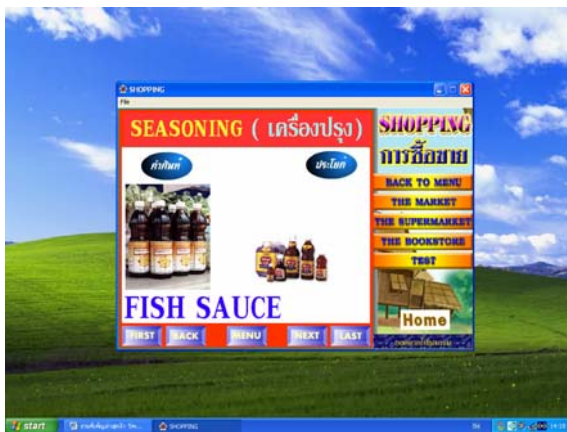 SHOPPING
File
SEASONING ( เครื่องปรุง )
คำศัพท์
ประโยค
FISH SAUCE
FIRST
BACK
MENU
NEXT
LAST
SHOPPING
การซื้อขาย
BACK TO MENU
THE MARKET
THE SUPERMARKET
THE BOOKSTORE
TEST
Home
start
SHOPPING
TH